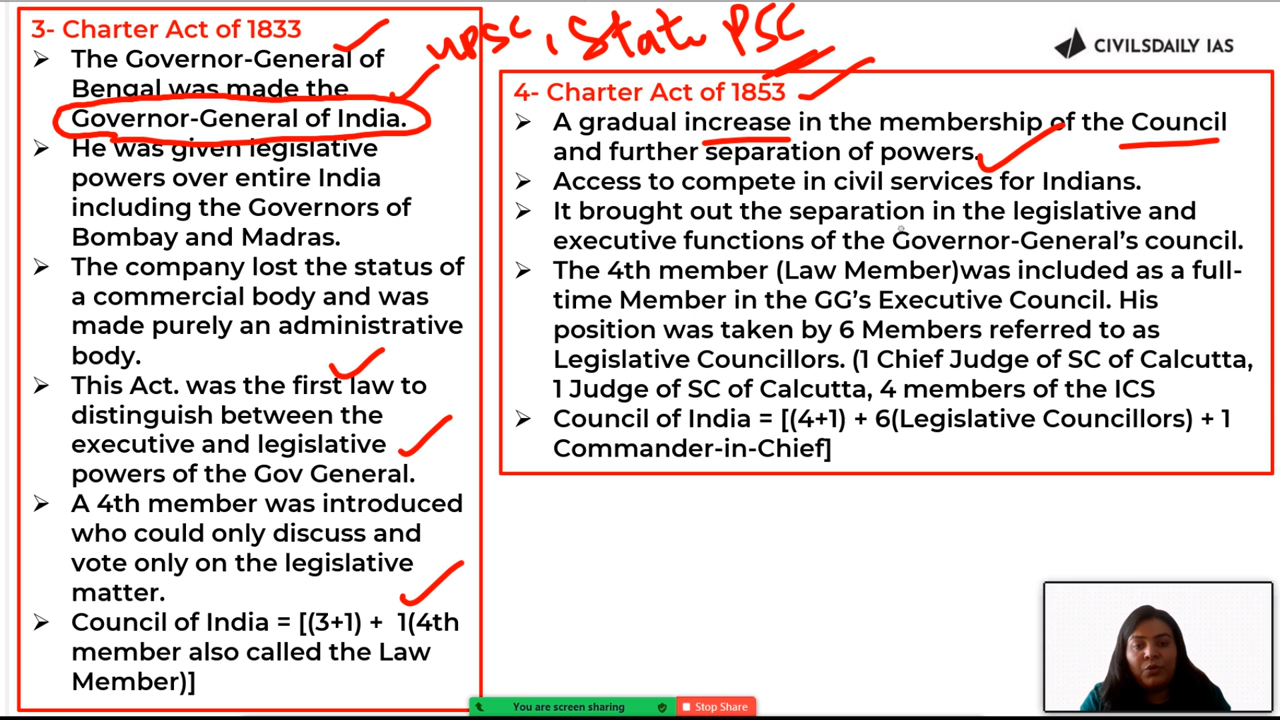 3- Charter Act of 1833
➢ The Governor-General of
Bengal was made the
Governor-General of India.
➢ He was given legislative
powers over entire India
including the Governors of
Bombay and Madras.
➢ The company lost the status of
a commercial body and was
made purely an administrative
body.
➢ This Act. was the first law to
distinguish between the
executive and legislative
powers of the Gov General.
➢ A 4th member was introduced
who could only discuss and
vote only on the legislative
matter.
➢ Council of India = [(3+1) + 1(4th
member also called the Law
Member)]
UPSC, State PSC
CIVILSDAILY IAS
4- Charter Act of 1853
➢ A gradual increase in the membership of the Council
and further separation of powers.
➢ Access to compete in civil services for Indians.
➢ It brought out the separation in the legislative and
executive functions of the Governor-General's council.
➢ The 4th member (Law Member)was included as a full-
time Member in the GG's Executive Council. His
position was taken by 6 Members referred to as
Legislative Councillors. (1 Chief Judge of SC of Calcutta,
1 Judge of SC of Calcutta, 4 members of the ICS
➢ Council of India = [(4+1) + 6(Legislative Councillors) + 1
Commander-in-Chief]
You are screen sharing
Stop Share